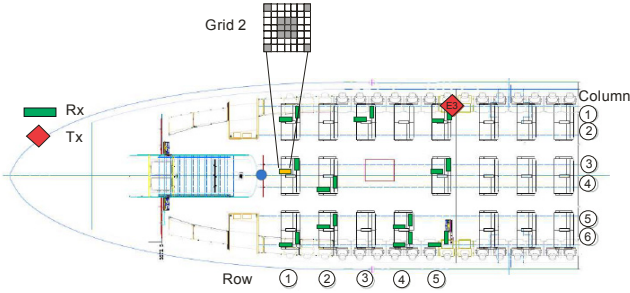 Grid 2
Rx
Tx
E3
Column
①
②
③
④
⑤
⑥
Row
① ② ③ ④ ⑤